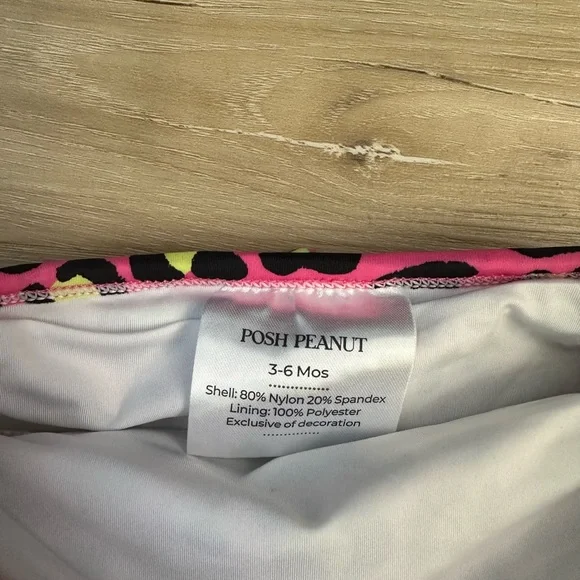 POSH PEANUT
3-6 Mos
Shell: 80% Nylon 20% Spandex
Lining: 100% Polyester
Exclusive of decoration